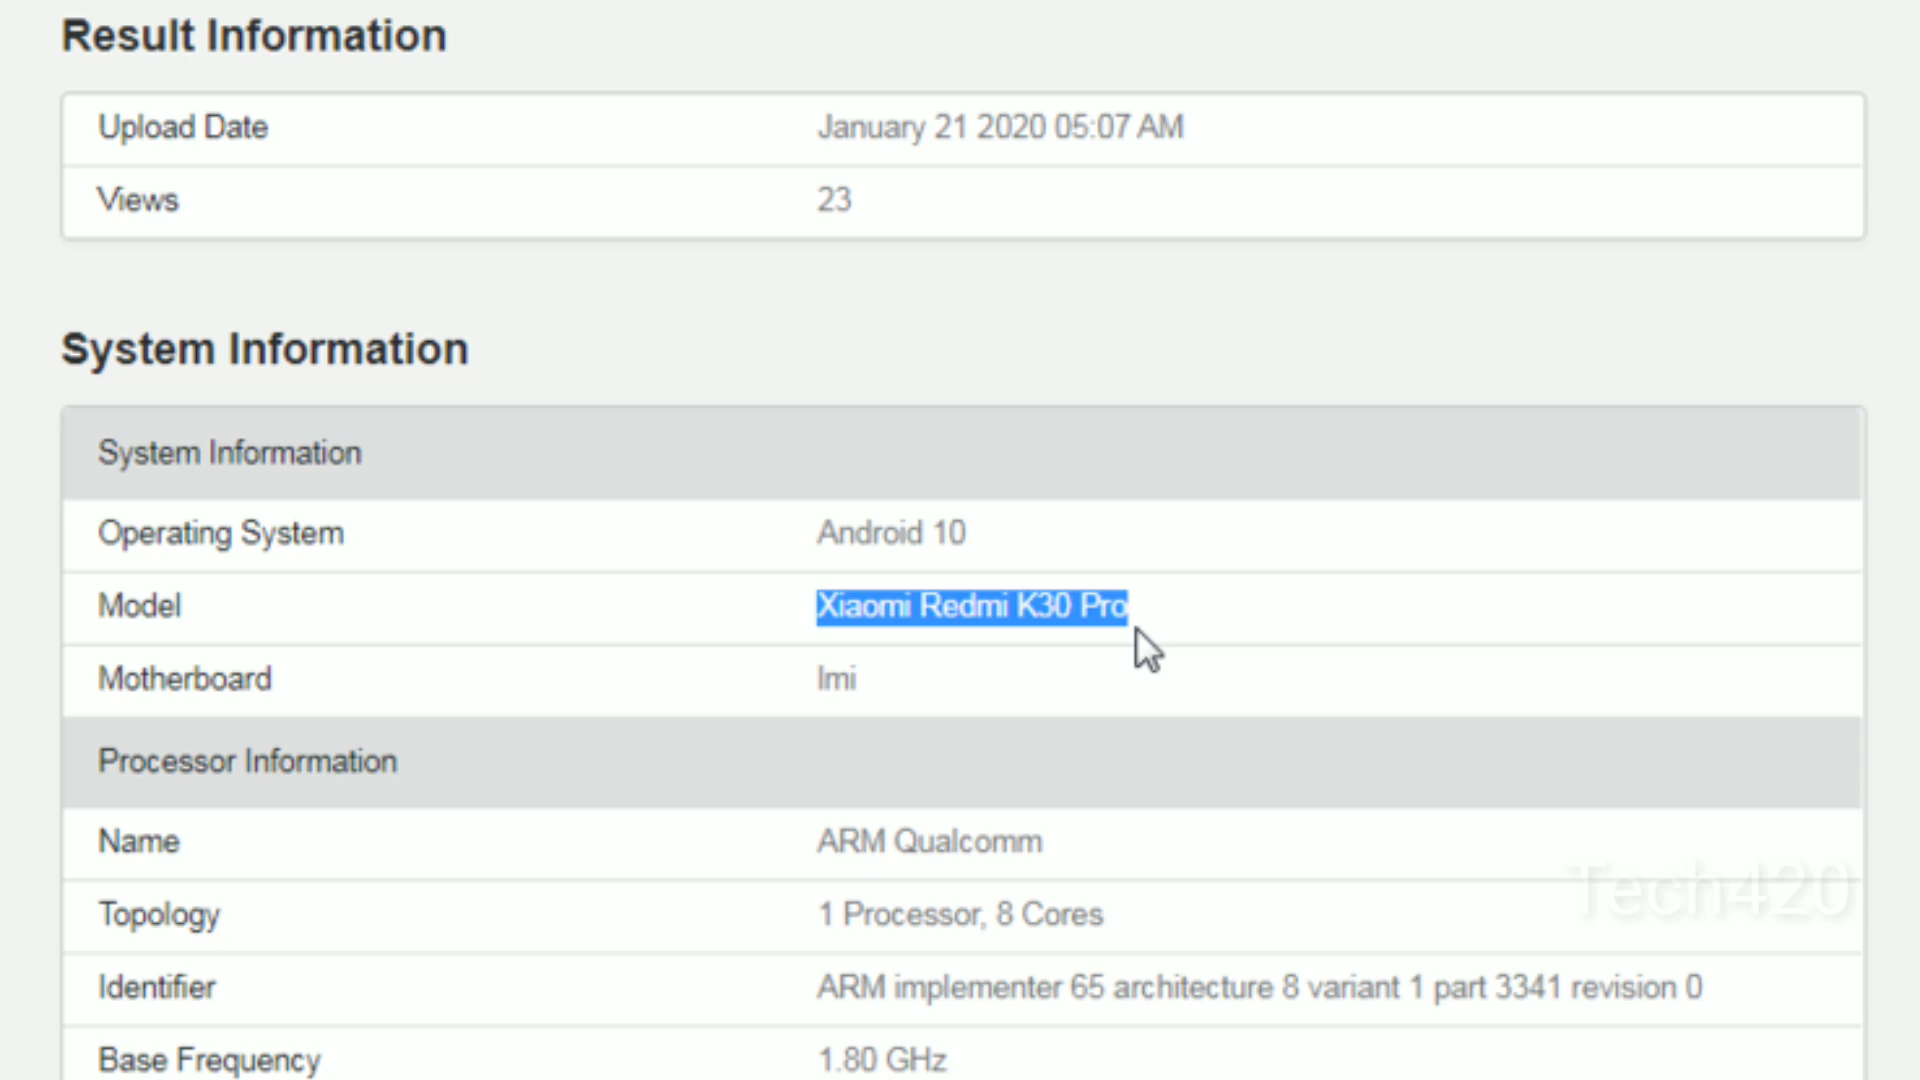 Result Information
Upload Date January 21 2020 05:07 AM
Views 23
System Information
System Information
Operating System Android 10
Model Xiaomi Redmi K30 Pro
Motherboard lmi
Processor Information
Name ARM Qualcomm
Topology 1 Processor, 8 Cores
Tech420
Identifier ARM implementer 65 architecture 8 variant 1 part 3341 revision 0
Base Frequency 1.80 GHz